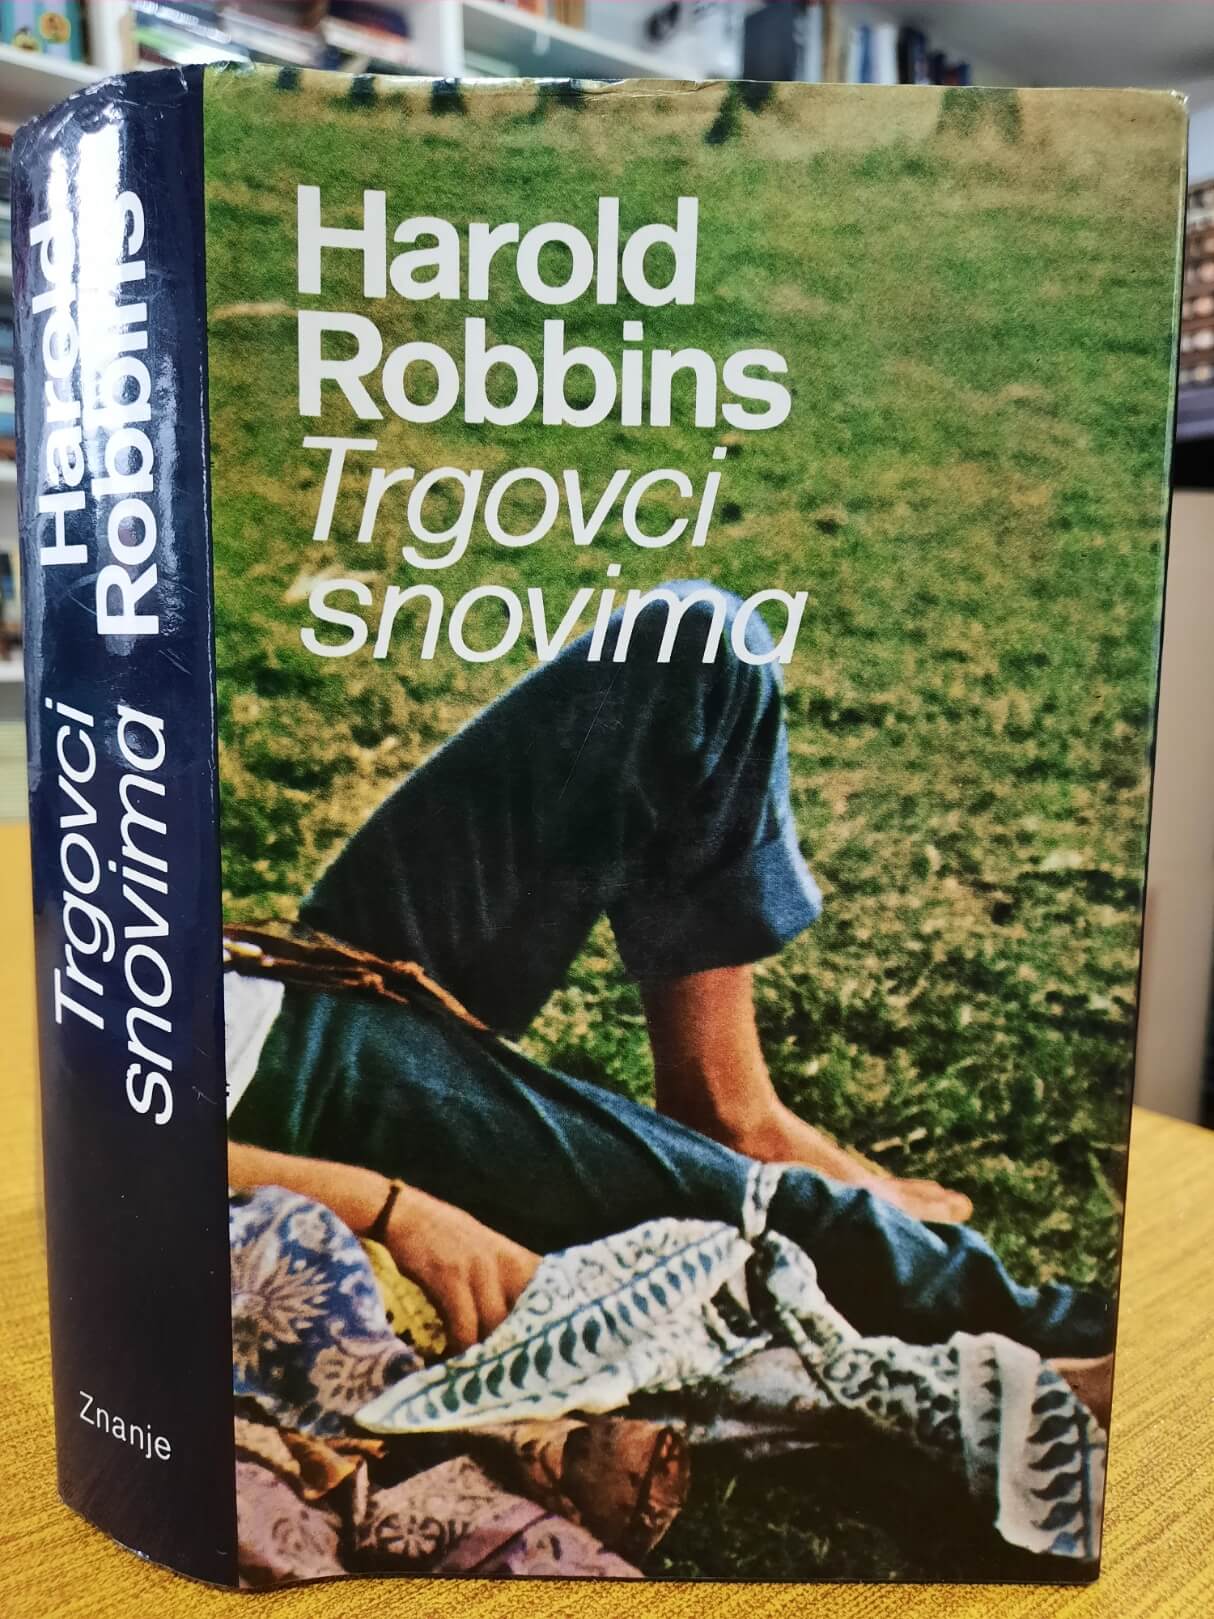 Harold
Robbins
Trgovci
snovima
Harold
Robbins
Trgovci
snovima
Znanje